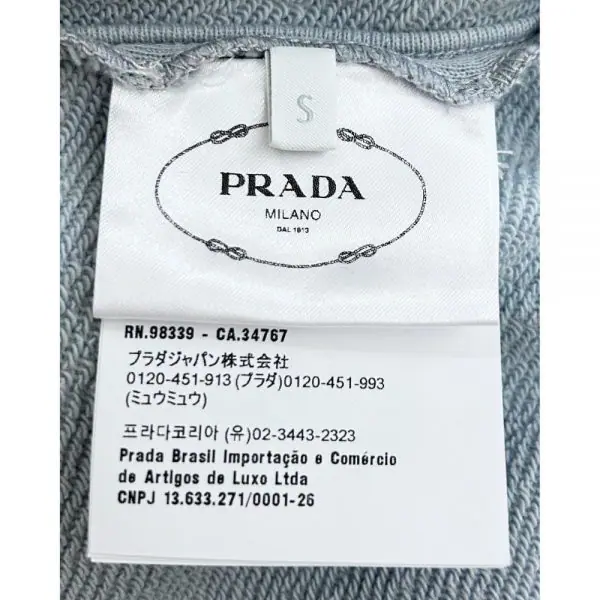 S
PRADA
MILANO
DAL 1913
RN.98339 - CA.34767
プラダジャパン株式会社
0120-451-913(プラダ)0120-451-993
(ミュウミュウ)
프라다코리아 (유)02-3443-2323
Prada Brasil Importação e Comércio
de Artigos de Luxo Ltda
CNPJ 13.633.271/0001-26